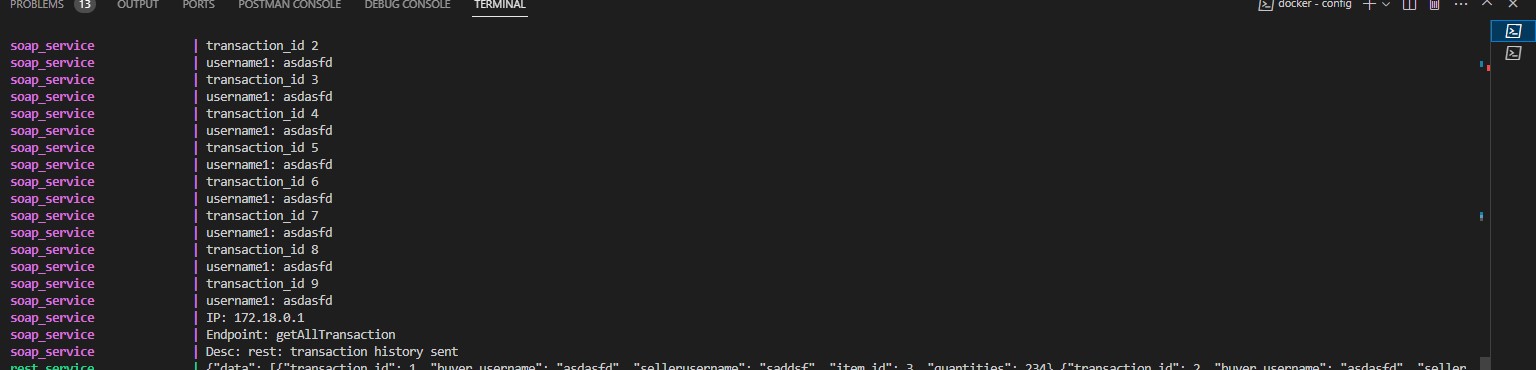 PROBLEMS 13 OUTPUT PORTS POSTMAN CONSOLE DEBUG CONSOLE TERMINAL docker - config
soap_service | transaction_id 2
soap_service | username1: asdasfd
soap_service | transaction_id 3
soap_service | username1: asdasfd
soap_service | transaction_id 4
soap_service | username1: asdasfd
soap_service | transaction_id 5
soap_service | username1: asdasfd
soap_service | transaction_id 6
soap_service | username1: asdasfd
soap_service | transaction_id 7
soap_service | username1: asdasfd
soap_service | transaction_id 8
soap_service | username1: asdasfd
soap_service | transaction_id 9
soap_service | username1: asdasfd
soap_service | IP: 172.18.0.1
soap_service | Endpoint: getAllTransaction
soap_service | Desc: rest: transaction history sent
rest_service | {"data": [{"transaction_id": 1, "buyer_username": "asdasfd", "sellerusername": "saddsf", "item_id": 3, "quantities": 234},{"transaction_id": 2, "buyer_username": "asdasfd", "seller